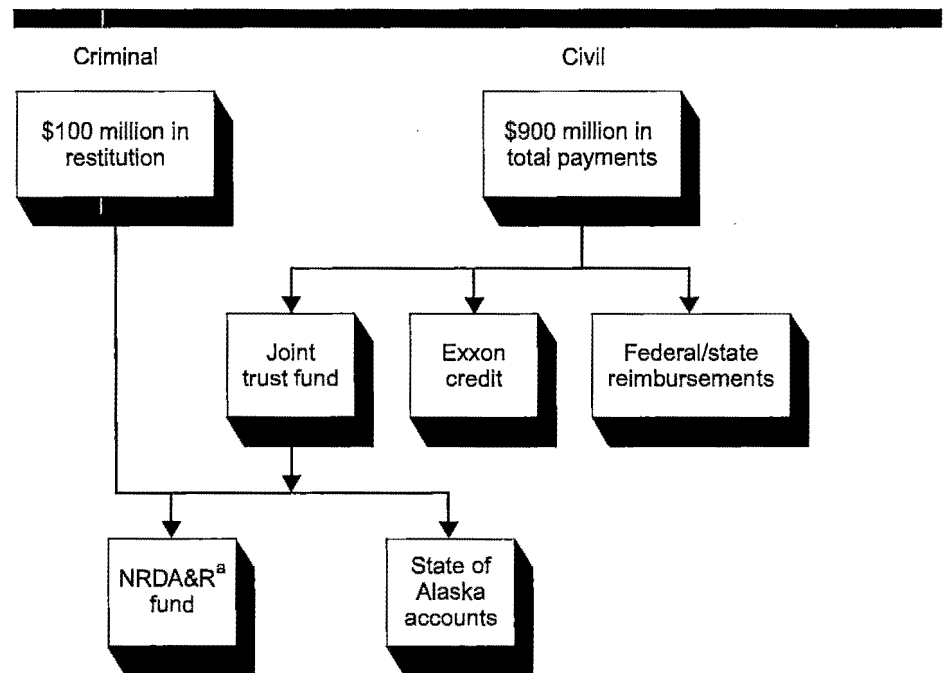 Criminal
Civil
$100 million in
restitution
$900 million in
total payments
Joint
trust fund
Exxon
credit
Federal/state
reimbursements
NRDA&Rª
fund
State of
Alaska
accounts